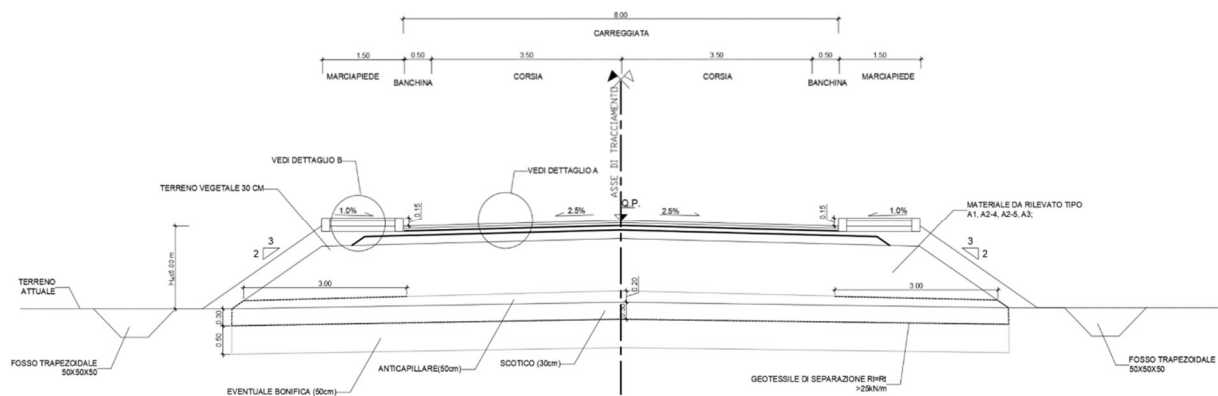 8.00
CARREGGIATA
1.50
0.50
3.50
3.50
0.50
1.50
MARCIAPIEDE
BANCHINA
CORSIA
CORSIA
BANCHINA
MARCIAPIEDE
ASSE DI TRACCIAMENTO
VEDI DETTAGLIO B
VEDI DETTAGLIO A
TERRENO VEGETALE 30 CM
MATERIALE DA RILEVATO TIPO
A1, A2-4, A2-5, A3;
Q.P.
1.0%
0.15
2.5%
2.5%
0.15
1.0%
3
2
3
2
TERRENO
ATTUALE
3.00
0.20
3.00
0.30
0.50
FOSSO TRAPEZOIDALE
50X50X50
ANTICAPILLARE(50cm)
SCOTICO (30cm)
EVENTUALE BONIFICA (50cm)
GEOTESSILE DI SEPARAZIONE Rl=Rt
>25kN/m
FOSSO TRAPEZOIDALE
50X50X50